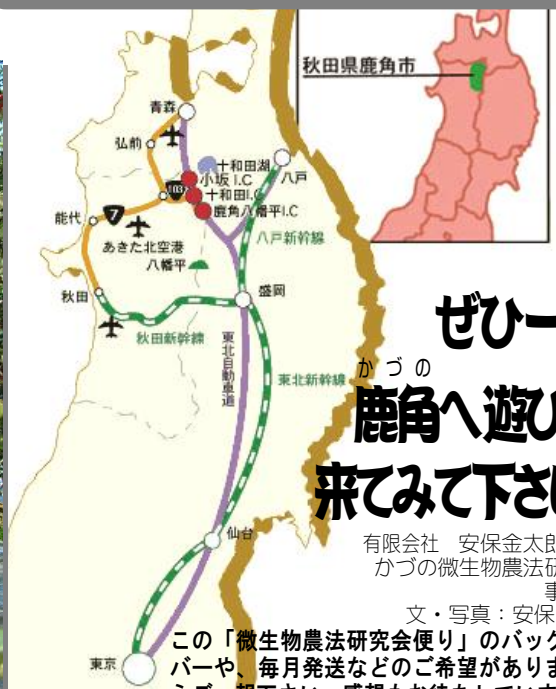 秋田県鹿角市
青森
弘前
十和田湖
八戸
小坂 I.C
103
十和田I.C
鹿角八幡平I.C
能代
7
あきた北空港
八戸新幹線
八幡平
秋田
盛岡
秋田新幹線
東北自動車道
東北新幹線
仙台
東京
ぜひ一
かづの
鹿角へ遊び
来てみて下さい
有限会社 安保金太郎
かづの微生物農法研
事
文・写真：安保
この「微生物農法研究会便り」のバック
バーや、毎月発送などのご希望がありま